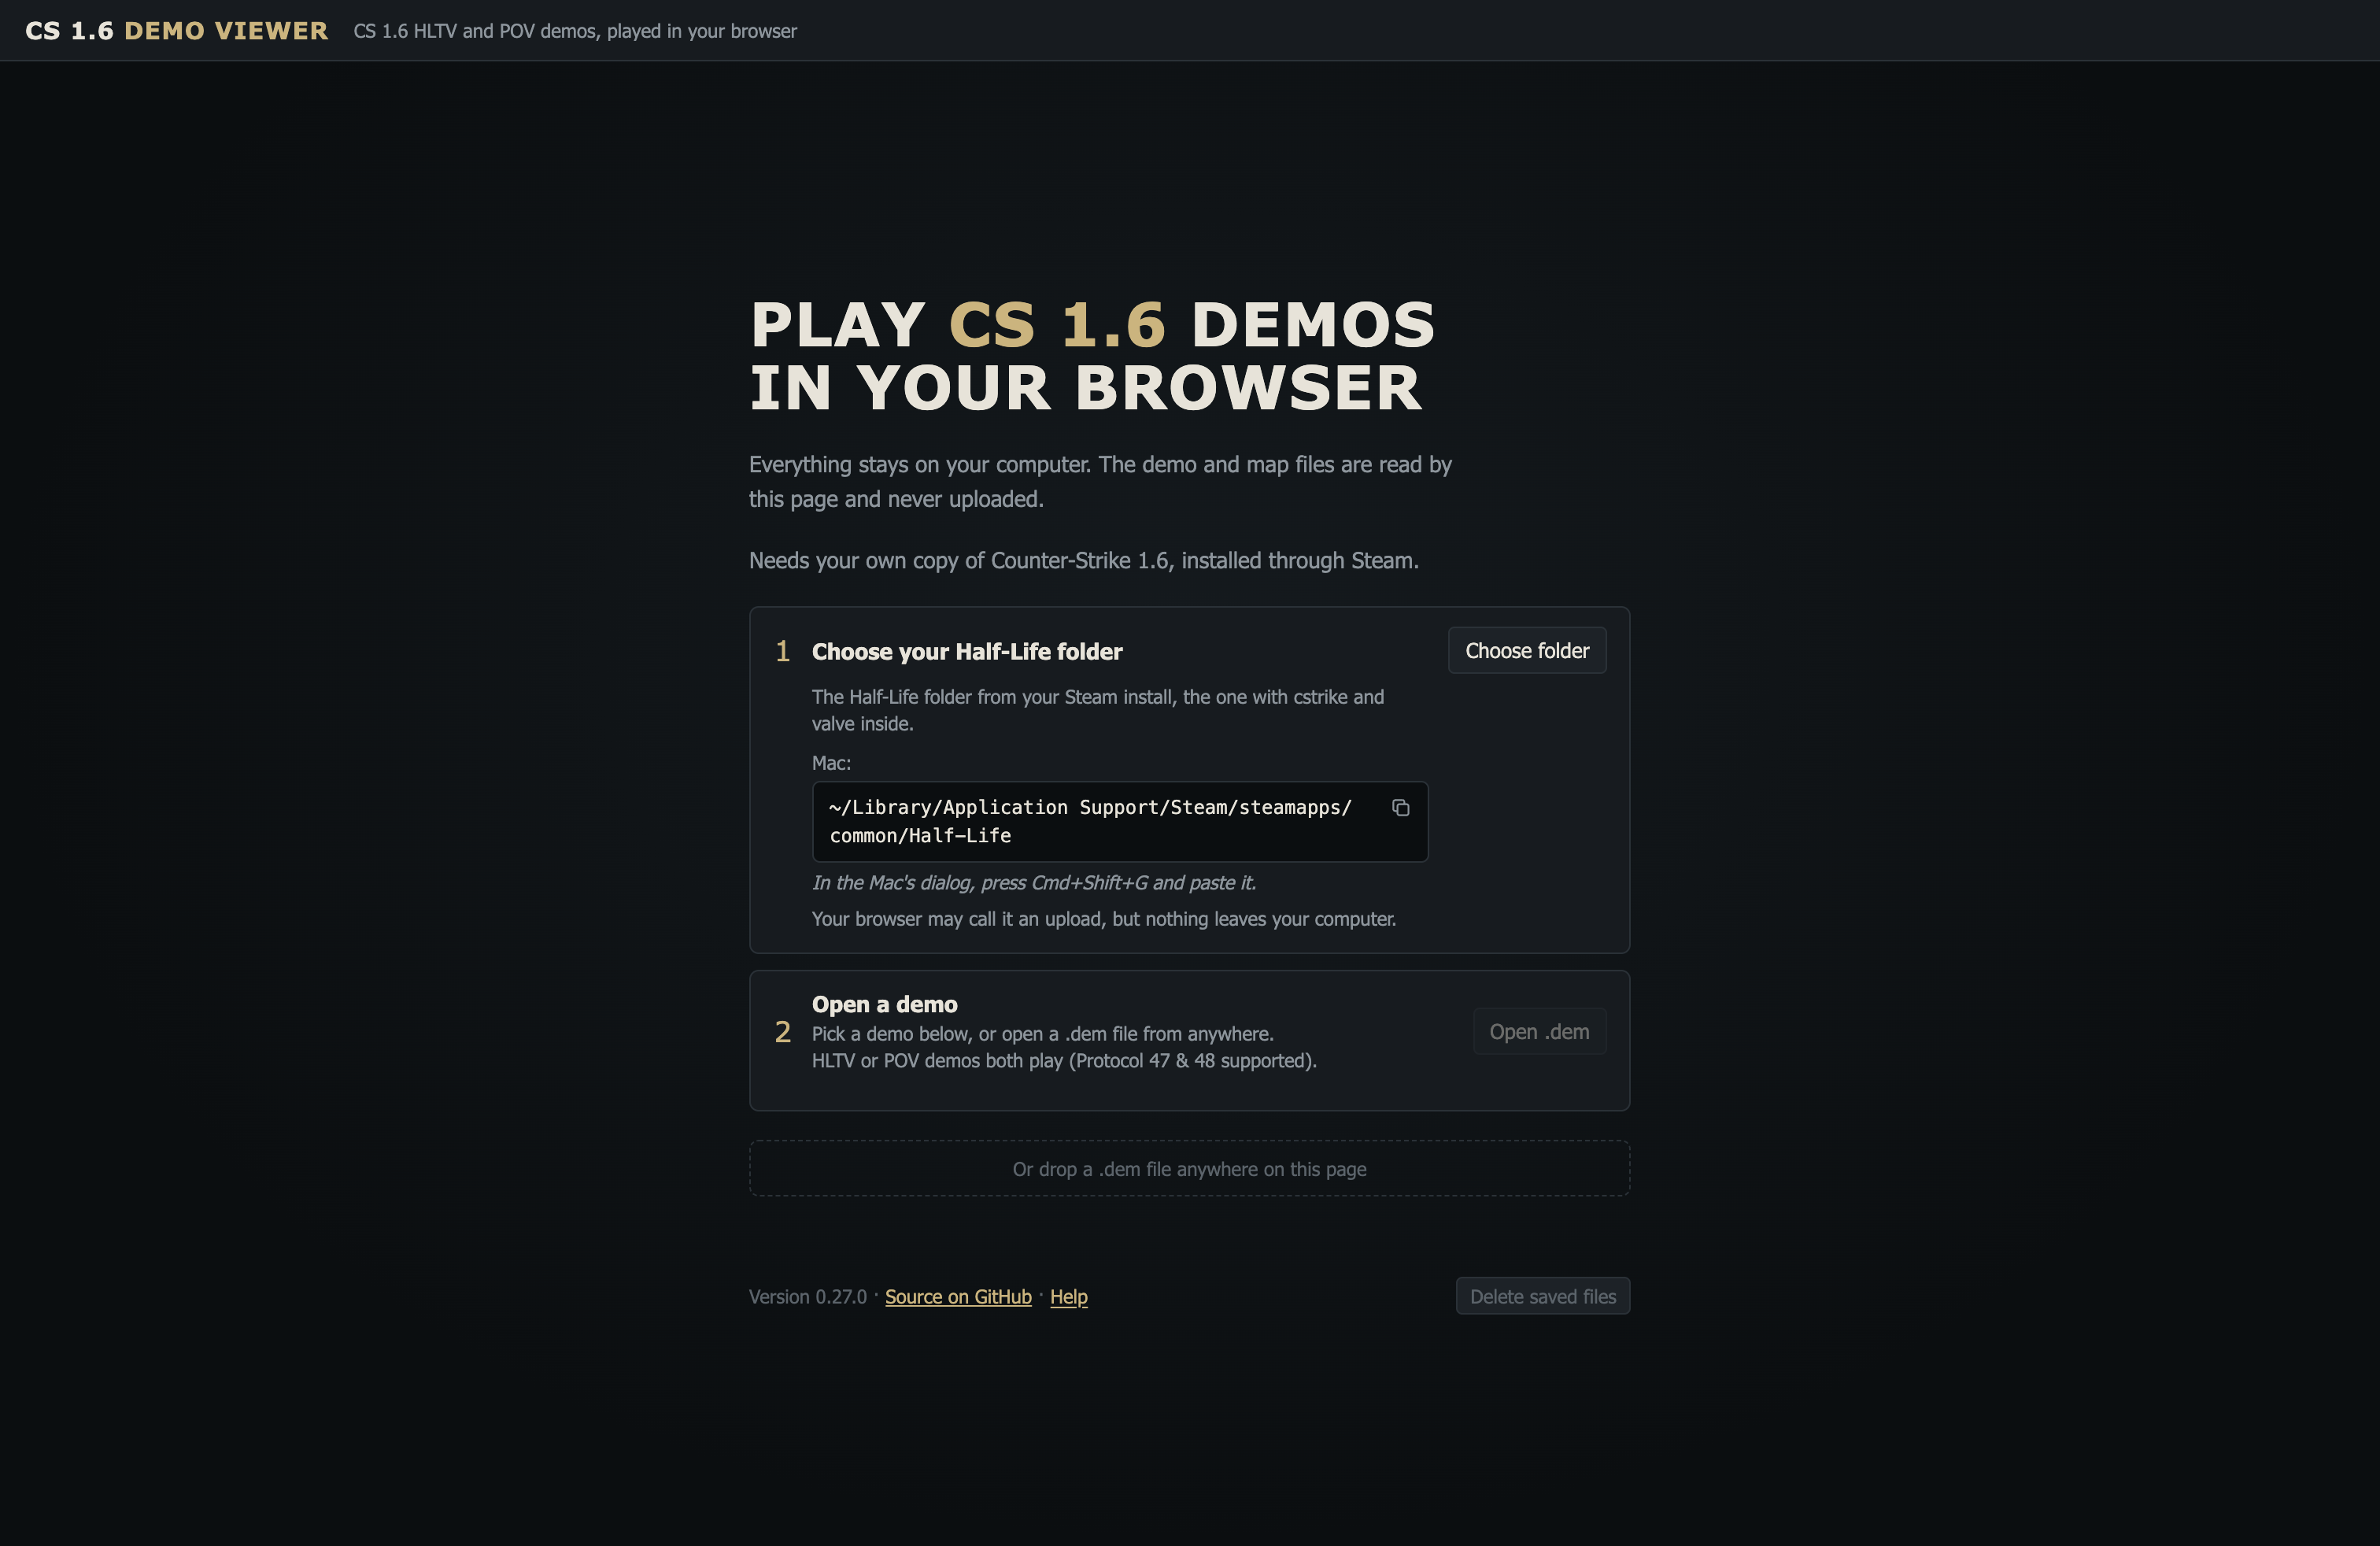 CS 1.6 DEMO VIEWER CS 1.6 HLTV and POV demos, played in your browser
PLAY CS 1.6 DEMOS
IN YOUR BROWSER
Everything stays on your computer. The demo and map files are read by
this page and never uploaded.
Needs your own copy of Counter-Strike 1.6, installed through Steam.
1 Choose your Half-Life folder Choose folder
The Half-Life folder from your Steam install, the one with cstrike and
valve inside.
Mac:
~/Library/Application Support/Steam/steamapps/
common/Half-Life
In the Mac's dialog, press Cmd+Shift+G and paste it.
Your browser may call it an upload, but nothing leaves your computer.
Open a demo
2 Pick a demo below, or open a .dem file from anywhere. Open .dem
HLTV or POV demos both play (Protocol 47 & 48 supported).
Or drop a .dem file anywhere on this page
Version 0.27.0 · Source on GitHub · Help Delete saved files